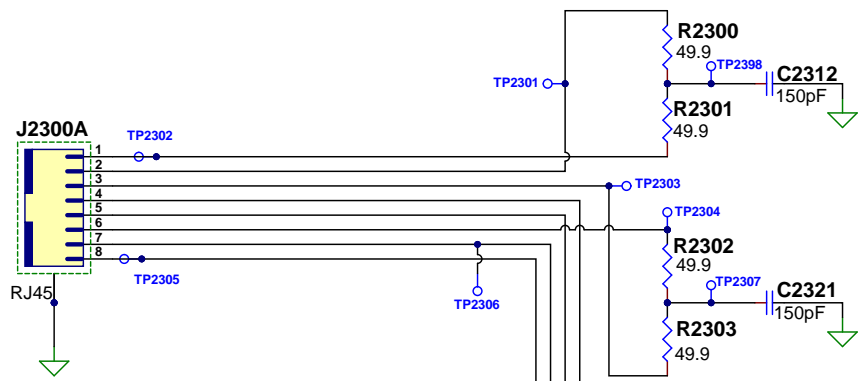 R2300
49.9
TP2398
TP2301
C2312
150pF
R2301
49.9
J2300A
TP2302
1
2
3
4
5
6
7
8
TP2303
TP2304
R2302
49.9
TP2305
TP2306
TP2307
C2321
150pF
RJ45
R2303
49.9